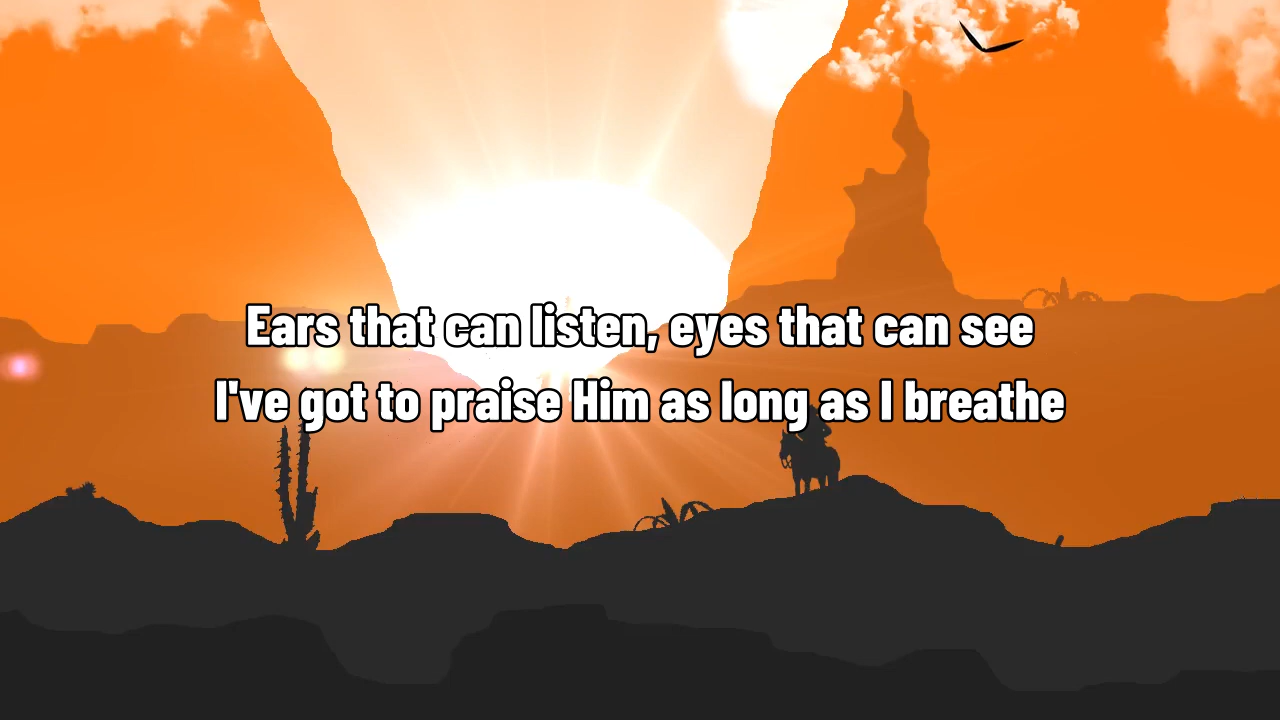 Ears that can listen, eyes that can see
I've got to praise Him as long as I breathe